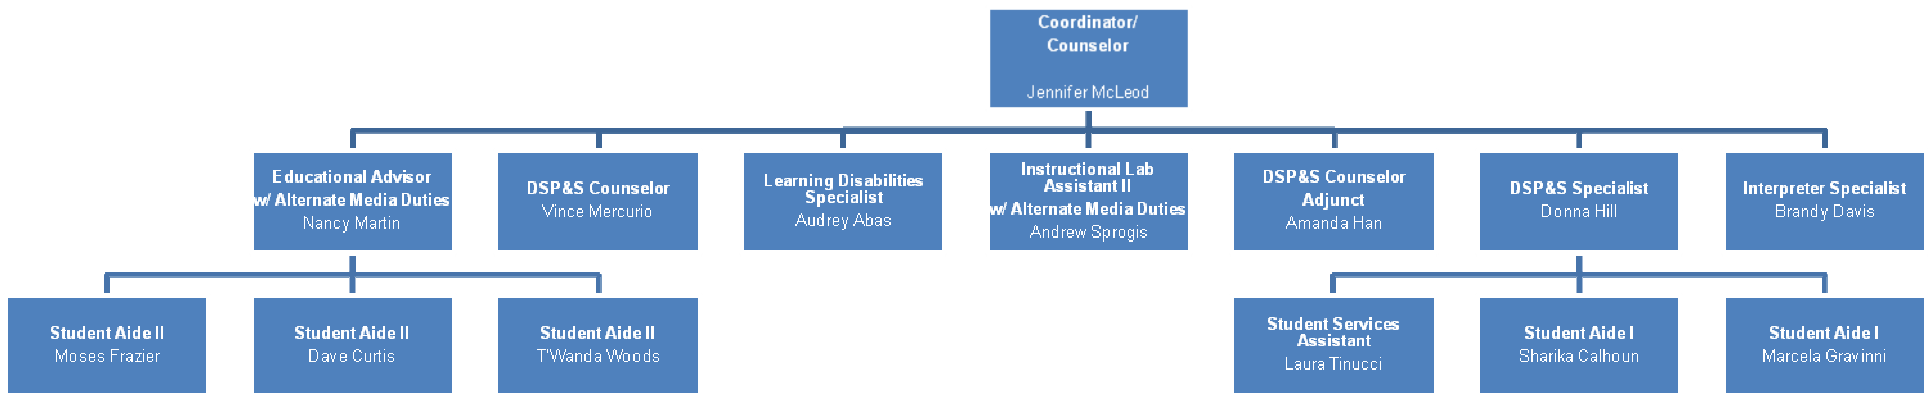 Coordinator/
Counselor
Jennifer McLeod
Educational Advisor
w/ Alternate Media Duties
Nancy Martin
DSP&S Counselor
Vince Mercurio
Learning Disabilities
Specialist
Audrey Abas
Instructional Lab
Assistant II
w/ Alternate Media Duties
Andrew Sprogis
DSP&S Counselor
Adjunct
Amanda Han
DSP&S Specialist
Donna Hill
Interpreter Specialist
Brandy Davis
Student Aide II
Moses Frazier
Student Aide II
Dave Curtis
Student Aide II
T'Wanda Woods
Student Services
Assistant
Laura Tinucci
Student Aide I
Sharika Calhoun
Student Aide I
Marcela Gravinni